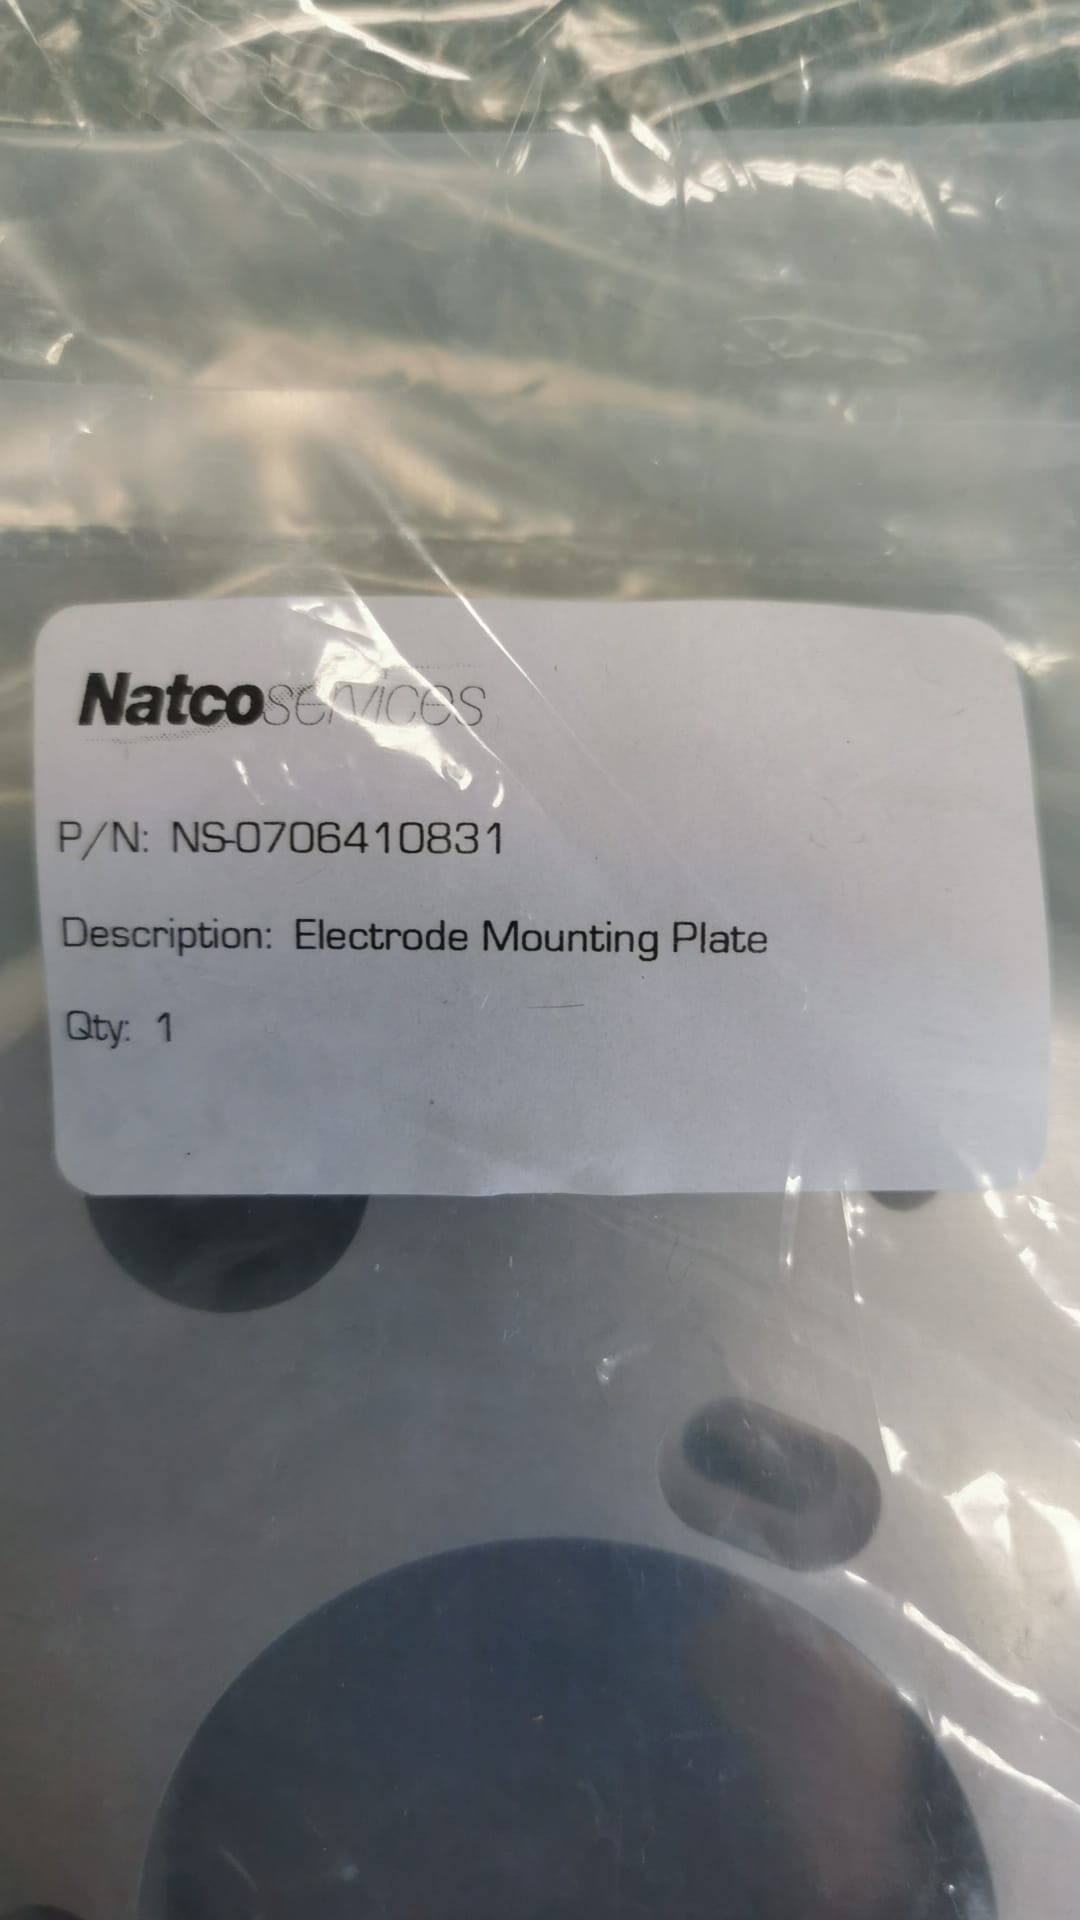 Natcoservices
P/N: NS-0706410831
Description: Electrode Mounting Plate
Qty: 1